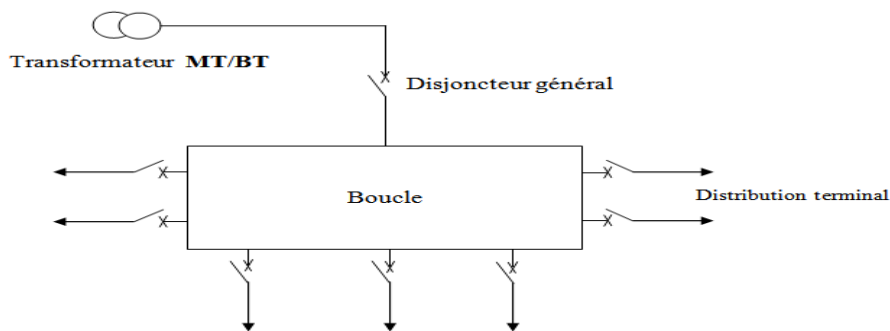 Transformateur MT/BT
Disjoncteur général
Boucle
Distribution terminal